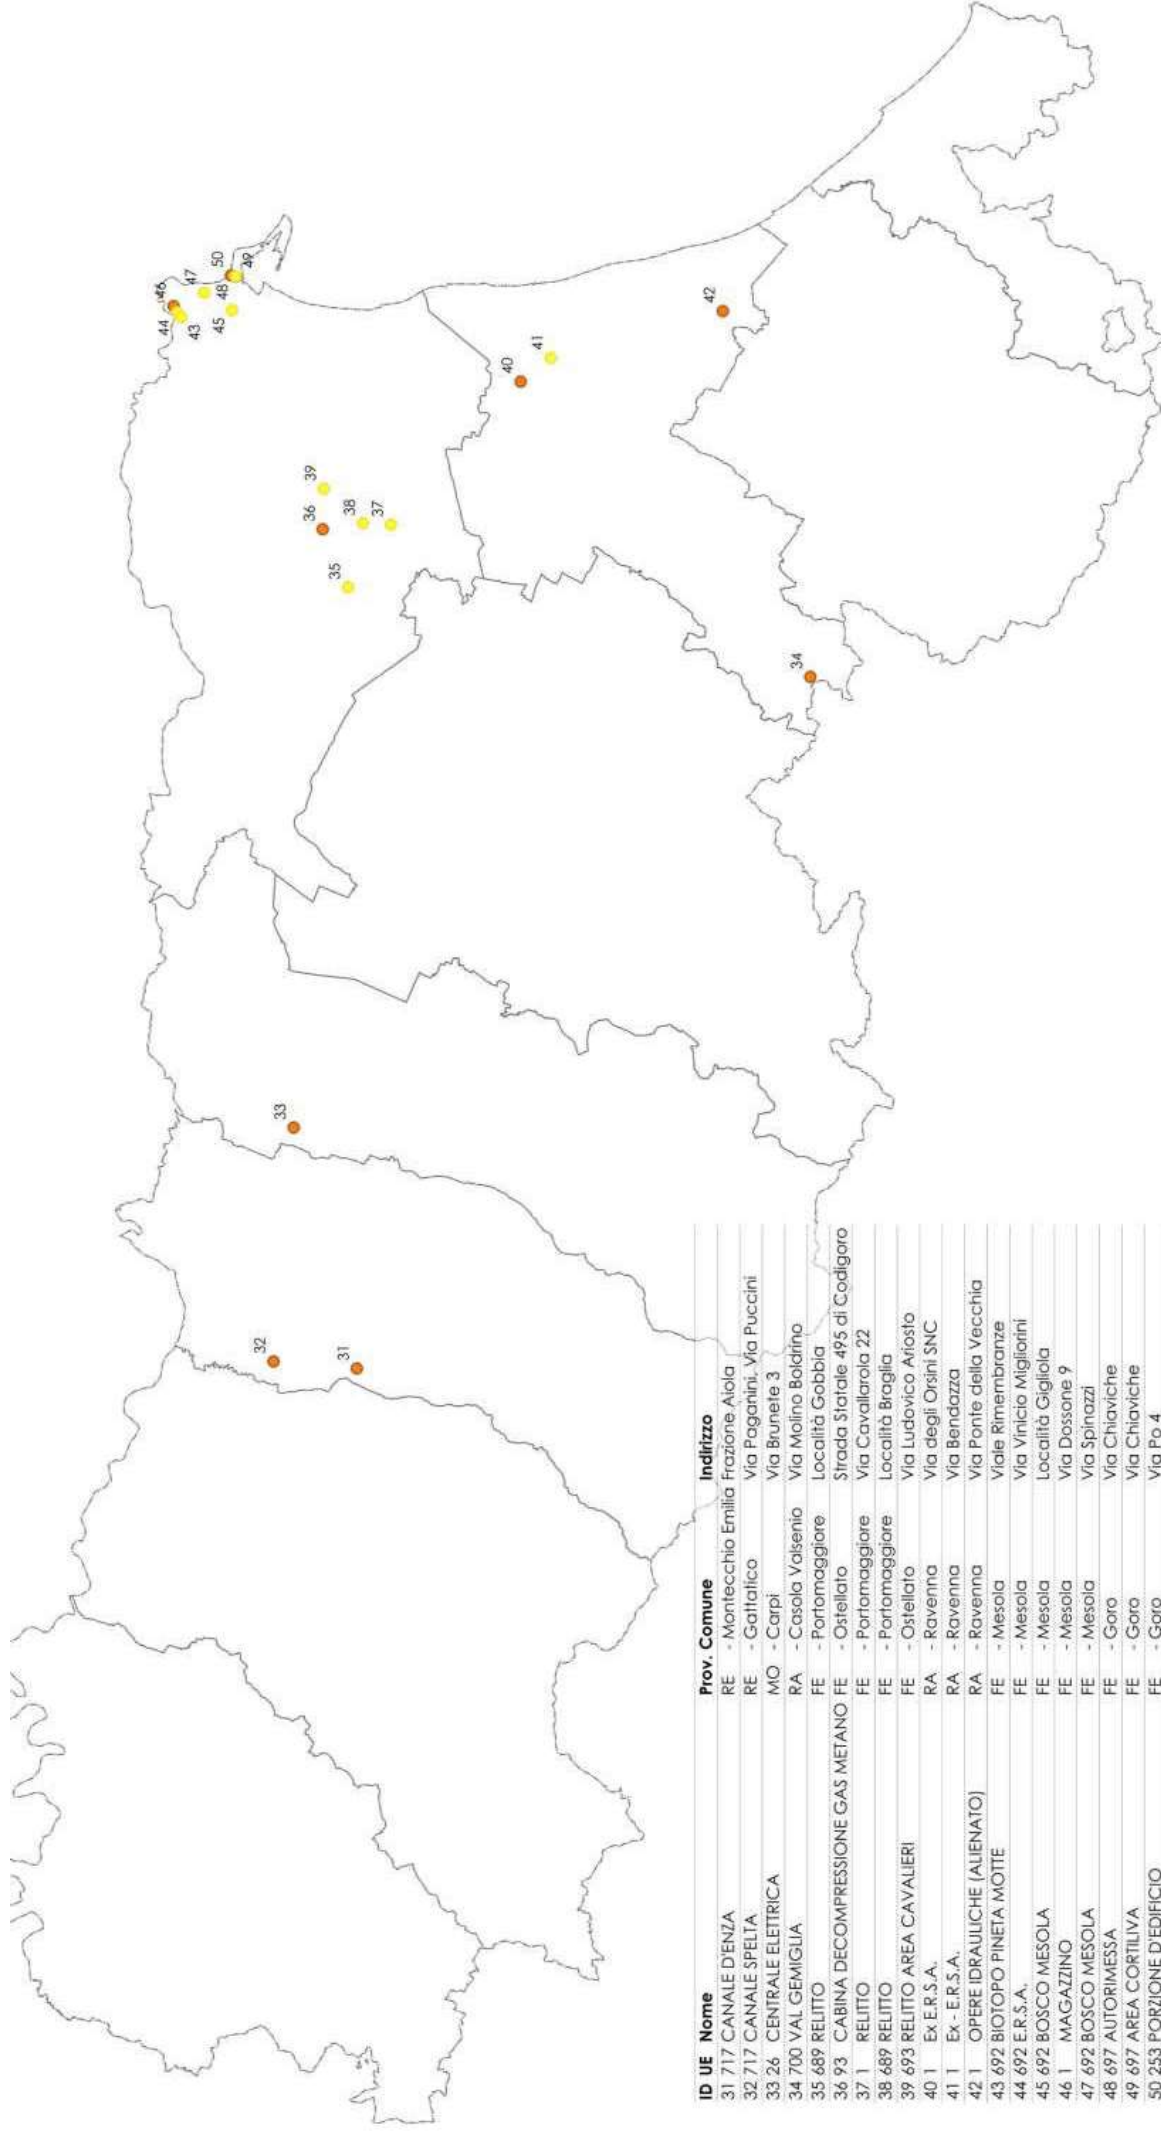 46
44
47
43
50
45
48
49
39
36
38
37
35
40
41
42
34
33
32
31
ID UE Nome Prov. Comune Indirizzo
31 717 CANALE D'ENZA RE - Montecchio Emilia Frazione Aiola
32 717 CANALE SPELTA RE - Gattatico Via Paganini, Via Puccini
33 26 CENTRALE ELETTRICA MO - Carpi Via Brunete 3
34 700 VAL GEMIGLIA RA - Casola Valsenio Via Molino Boldrino
35 689 RELITTO FE - Portomaggiore Località Gobbia
36 93 CABINA DECOMPRESSIONE GAS METANO FE - Ostellato Strada Statale 495 di Codigoro
37 1 RELITTO FE - Portomaggiore Via Cavallarola 22
38 689 RELITTO FE - Portomaggiore Località Braglia
39 693 RELITTO AREA CAVALIERI FE - Ostellato Via Ludovico Ariosto
40 1 Ex E.R.S.A. RA - Ravenna Via degli Orsini SNC
41 1 Ex - E.R.S.A. RA - Ravenna Via Bendazza
42 1 OPERE IDRAULICHE (ALIENATO) RA - Ravenna Via Ponte della Vecchia
43 692 BIOTOPO PINETA MOTTE FE - Mesola Viale Rimembranze
44 692 E.R.S.A. FE - Mesola Via Vinicio Migliorini
45 692 BOSCO MESOLA FE - Mesola Località Gigliola
46 1 MAGAZZINO FE - Mesola Via Dossone 9
47 692 BOSCO MESOLA FE - Mesola Via Spinazzi
48 697 AUTORIMESSA FE - Goro Via Chiaviche
49 697 AREA CORTILIVA FE - Goro Via Chiaviche
50 253 PORZIONE D'EDIFICIO FE - Goro Via Po 4